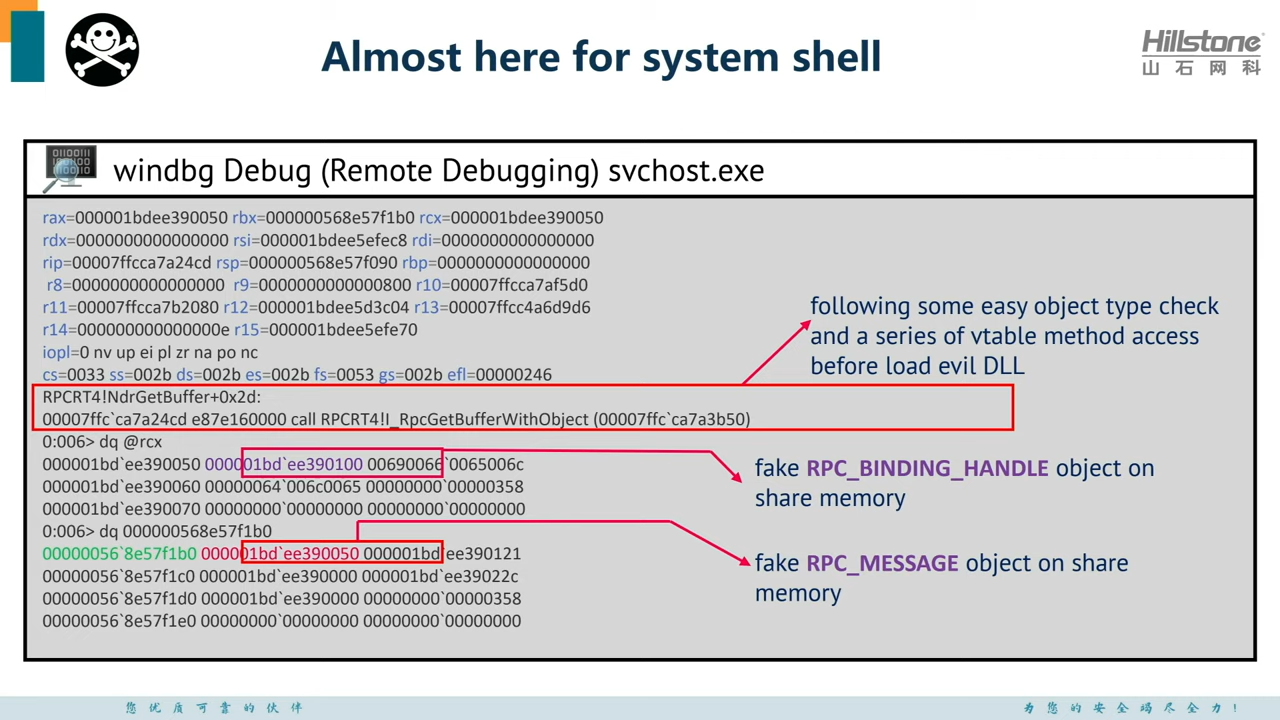 Almost here for system shell
Hillstone
山石网科
windbg Debug (Remote Debugging) svchost.exe
rax=000001bdee390050 rbx=000000568e57f1b0 rcx=000001bdee390050
rdx=0000000000000000 rsi=000001bdee5efec8 rdi=0000000000000000
rip=00007ffcca7a24cd rsp=000000568e57f090 rbp=0000000000000000
r8=0000000000000000 r9=0000000000000800 r10=00007ffcca7af5d0
r11=00007ffcca7b2080 r12=000001bdee5d3c04 r13=00007ffcc4a6d9d6
r14=000000000000000e r15=000001bdee5efe70
iopl=0 nv up ei pl zr na po nc
cs=0033 ss=002b ds=002b es=002b fs=0053 gs=002b efl=00000246
RPCRT4!NdrGetBuffer+0x2d:
00007ffc`ca7a24cd e87e160000 call RPCRT4!I_RpcGetBufferWithObject (00007ffc`ca7a3b50)
0:006> dq @rcx
000001bd`ee390050 000001bd`ee390100 00690066`0065006c
000001bd`ee390060 00000064`006c0065 00000000`00000358
000001bd`ee390070 00000000`00000000 00000000`00000000
0:006> dq 000000568e57f1b0
00000056`8e57f1b0 000001bd`ee390050 000001bd`ee390121
00000056`8e57f1c0 000001bd`ee390000 000001bd`ee39022c
00000056`8e57f1d0 000001bd`ee390000 00000000`00000358
00000056`8e57f1e0 00000000`00000000 00000000`00000000
following some easy object type check
and a series of vtable method access
before load evil DLL
fake RPC_BINDING_HANDLE object on
share memory
fake RPC_MESSAGE object on share
memory
您优质可靠的伙伴
为您的安全竭尽全力！